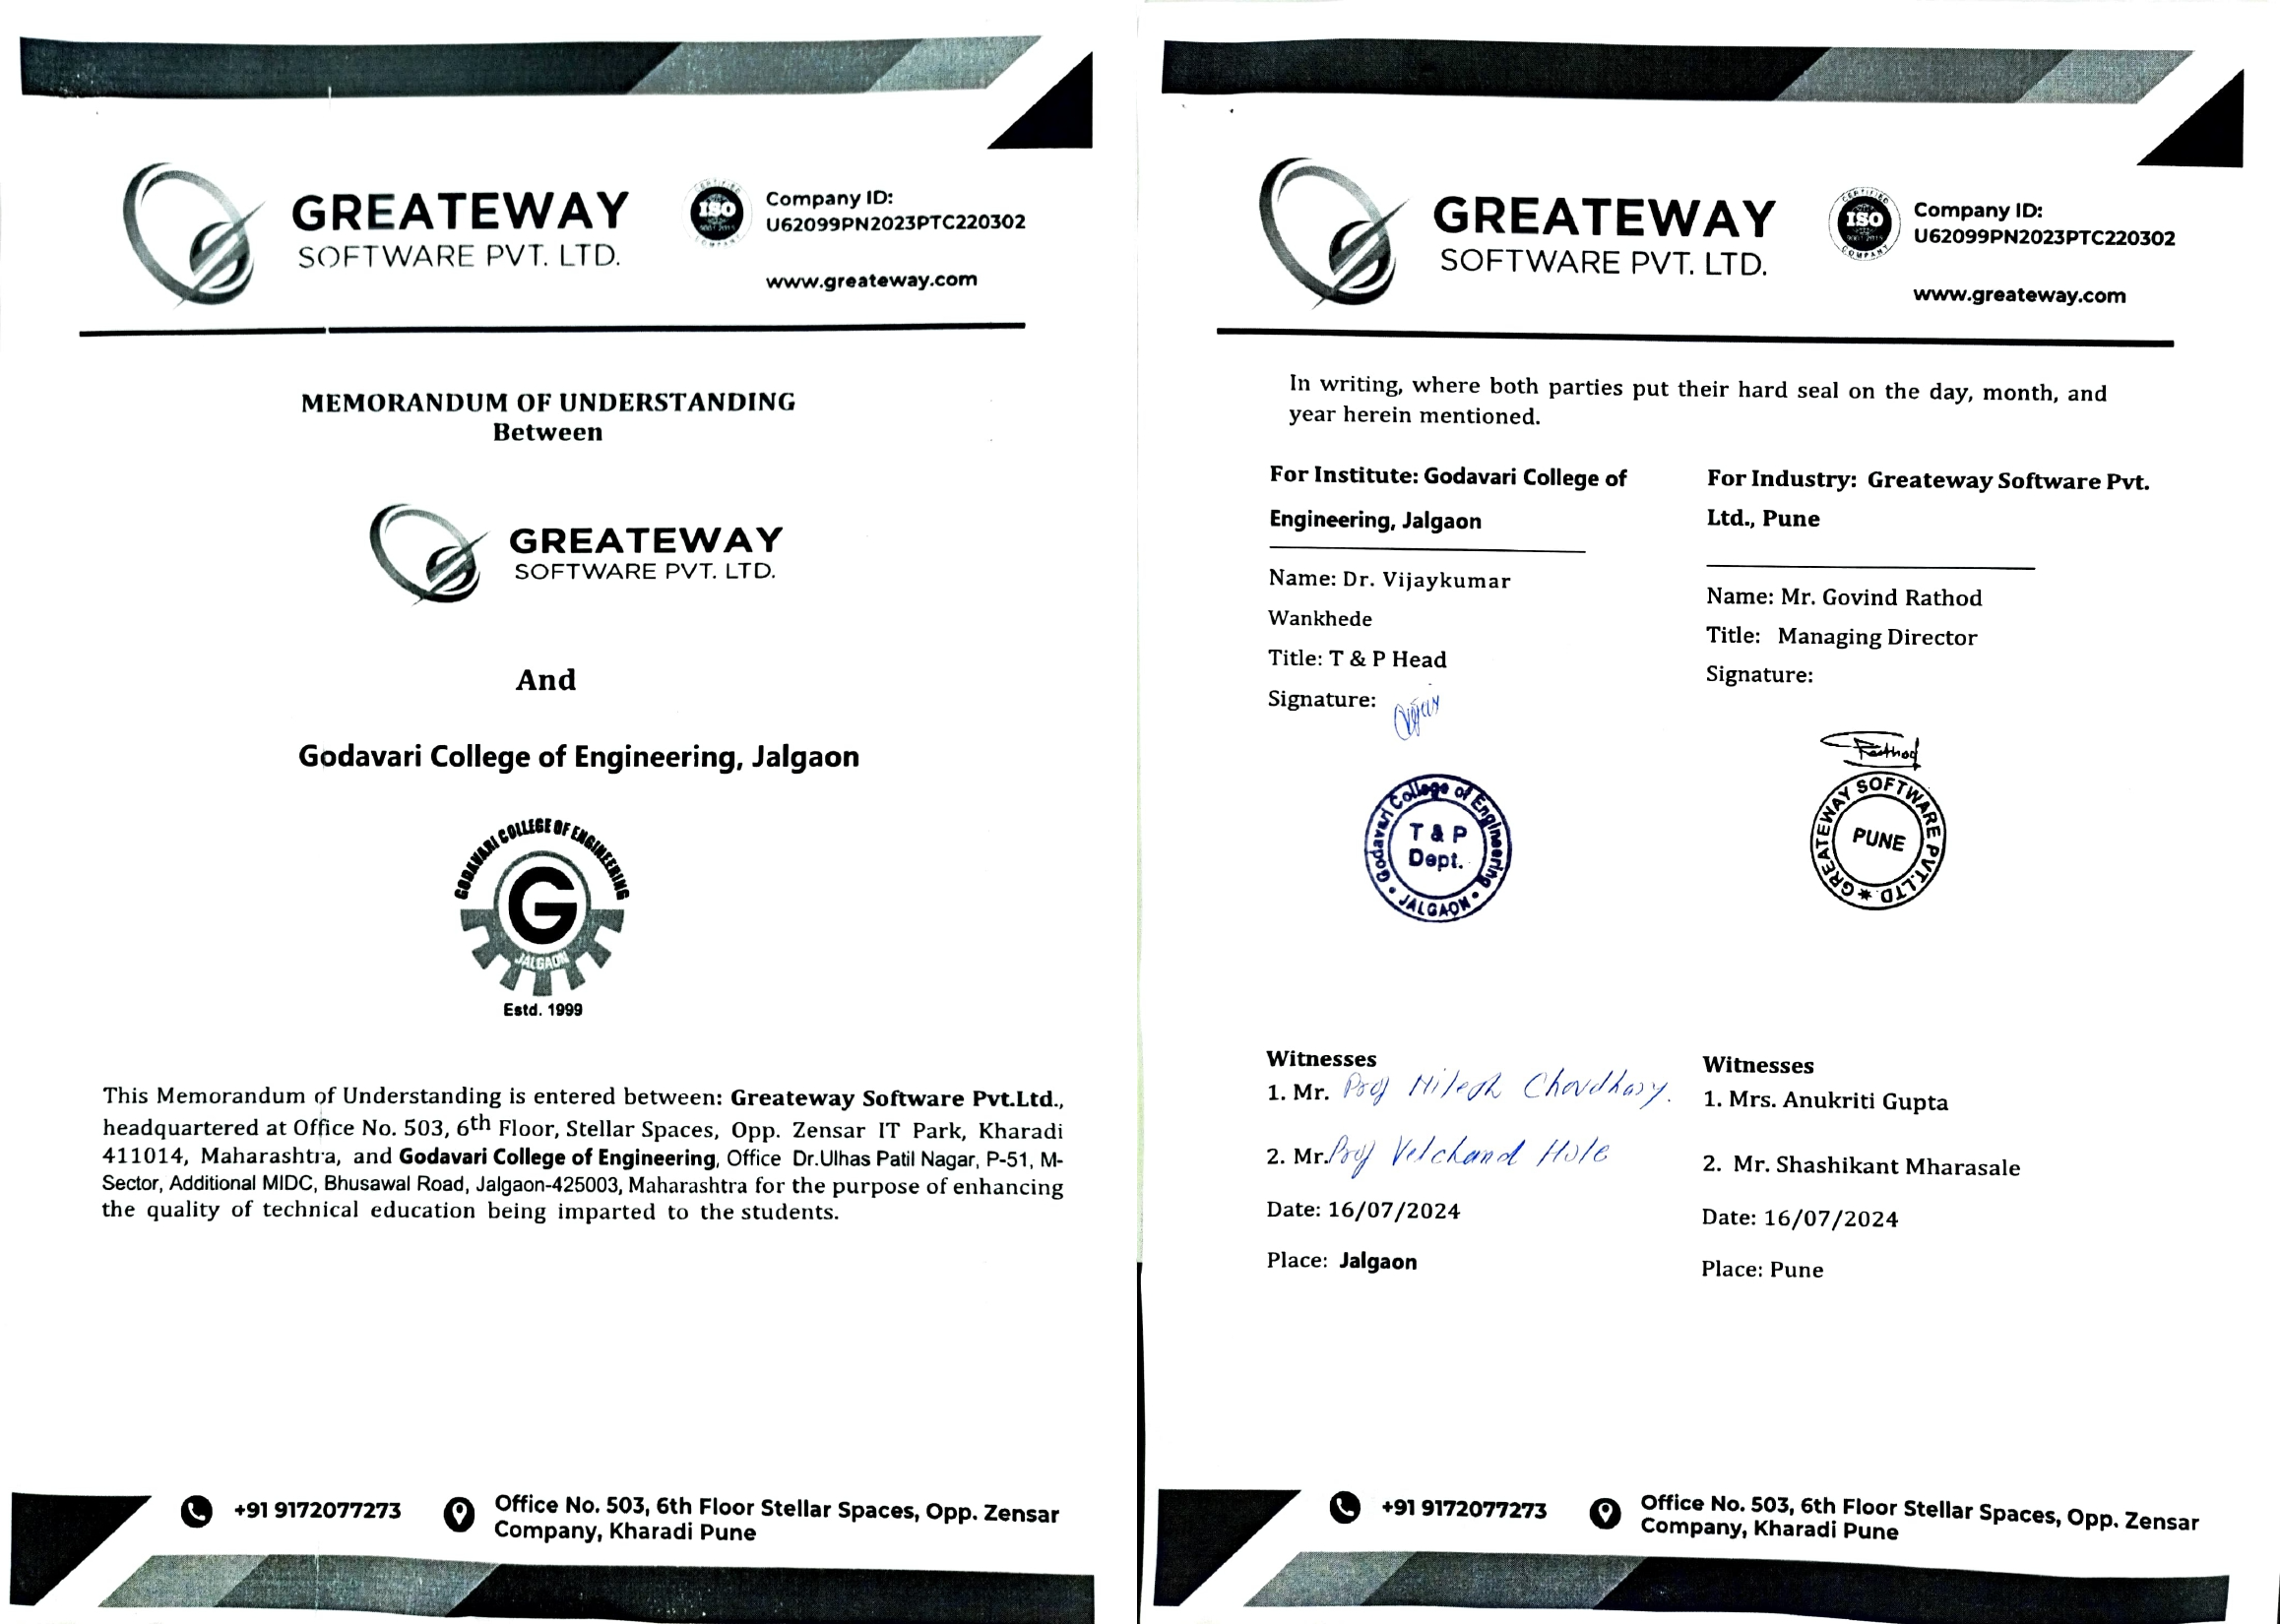 GREATEWAY
SOFTWARE PVT. LTD.
CERTIFIED
ISO
9001:2015
COMPANY
Company ID:
U62099PN2023PTC220302
www.greateway.com
MEMORANDUM OF UNDERSTANDING
Between
GREATEWAY
SOFTWARE PVT. LTD.
And
Godavari College of Engineering, Jalgaon
GODAVARI COLLEGE OF ENGINEERING
G
JALGAON
Estd. 1999
This Memorandum of Understanding is entered between: Greateway Software Pvt.Ltd.,
headquartered at Office No. 503, 6th Floor, Stellar Spaces, Opp. Zensar IT Park, Kharadi
411014, Maharashtra, and Godavari College of Engineering, Office Dr.Ulhas Patil Nagar, P-51, M-
Sector, Additional MIDC, Bhusawal Road, Jalgaon-425003, Maharashtra for the purpose of enhancing
the quality of technical education being imparted to the students.
+91 9172077273
Office No. 503, 6th Floor Stellar Spaces, Opp. Zensar
Company, Kharadi Pune
GREATEWAY
SOFTWARE PVT. LTD.
CERTIFIED
ISO
9001:2015
COMPANY
Company ID:
U62099PN2023PTC220302
www.greateway.com
In writing, where both parties put their hard seal on the day, month, and
year herein mentioned.
For Institute: Godavari College of
Engineering, Jalgaon
Name: Dr. Vijaykumar
Wankhede
Title: T & P Head
Signature:
Godavari College of Engineering
T & P
Dept.
JALGAON
For Industry: Greateway Software Pvt.
Ltd., Pune
Name: Mr. Govind Rathod
Title: Managing Director
Signature:
Rathod
GREATEWAY SOFTWARE PVT.LTD
PUNE
Witnesses
1. Mr. Prof Nilesh Choudhary.
2. Mr. Prof Velchand Hole
Date: 16/07/2024
Place: Jalgaon
Witnesses
1. Mrs. Anukriti Gupta
2. Mr. Shashikant Mharasale
Date: 16/07/2024
Place: Pune
+91 9172077273
Office No. 503, 6th Floor Stellar Spaces, Opp. Zensar
Company, Kharadi Pune